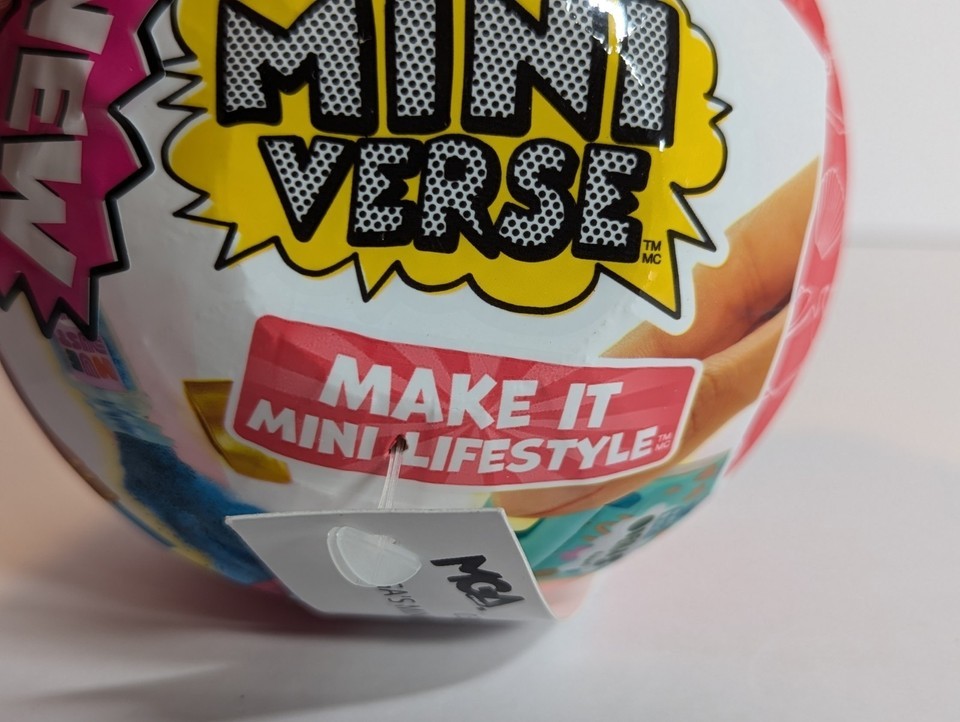 NEW
MINI
VERSE
TM
MC
MAKE IT
MINI LIFESTYLE
TM
MC
MGA